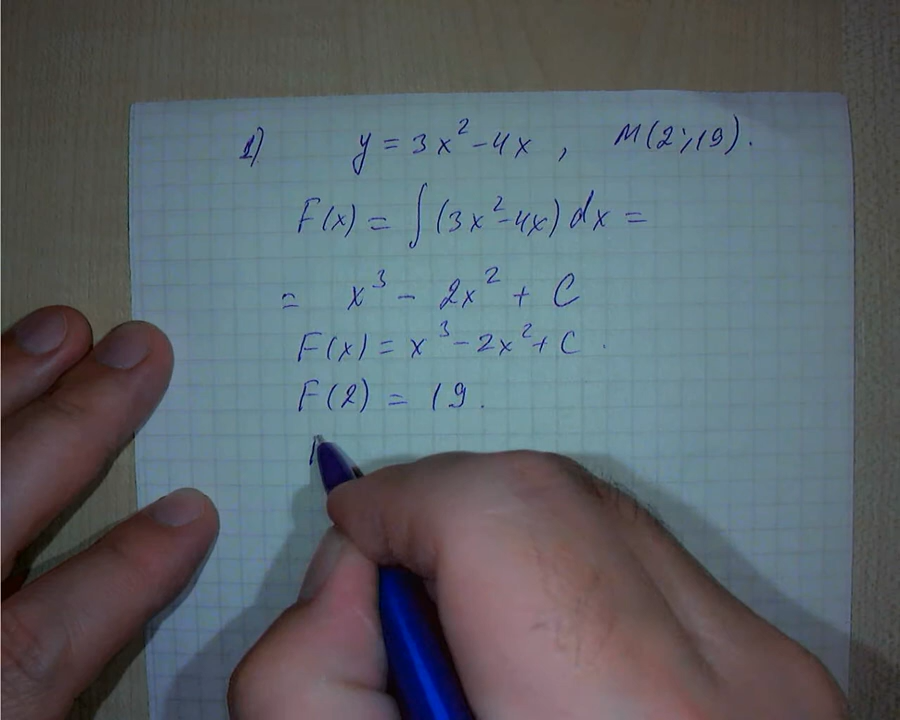 1) y = 3x² - 4x , M(2;19).
F(x) = ∫(3x² - 4x) dx =
= x³ - 2x² + C
F(x) = x³ - 2x² + C .
F(2) = 19.